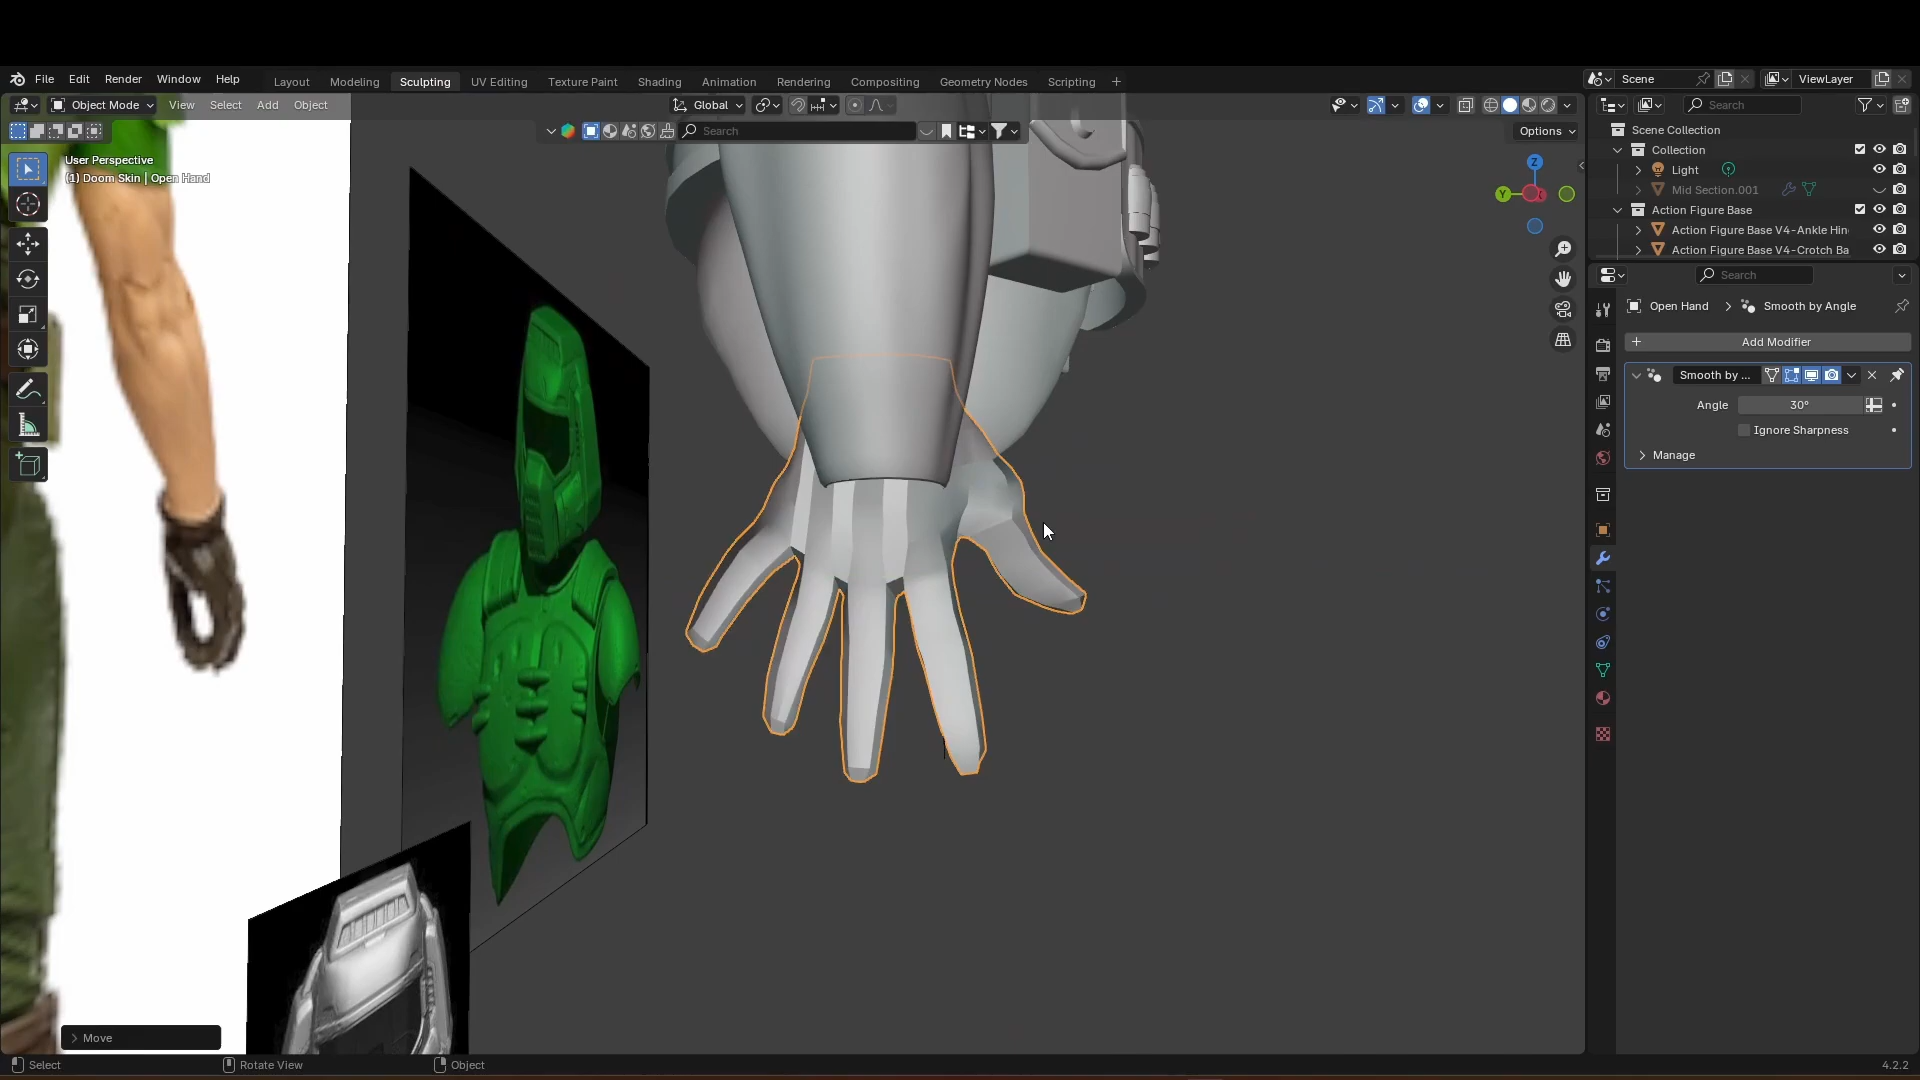 File Edit Render Window Help Layout Modeling Sculpting UV Editing Texture Paint Shading Animation Rendering Compositing Geometry Nodes Scripting + Scene ViewLayer
Object Mode View Select Add Object Global Search
Search Options
User Perspective
(1) Doom Skin | Open Hand
Z
Y
Scene Collection
Collection
Light
Mid Section.001
Action Figure Base
Action Figure Base V4-Ankle Hin
Action Figure Base V4-Crotch Ba
Search
Open Hand Smooth by Angle
+ Add Modifier
Smooth by ...
Angle 30°
Ignore Sharpness
Manage
Move
Select Rotate View Object 4.2.2